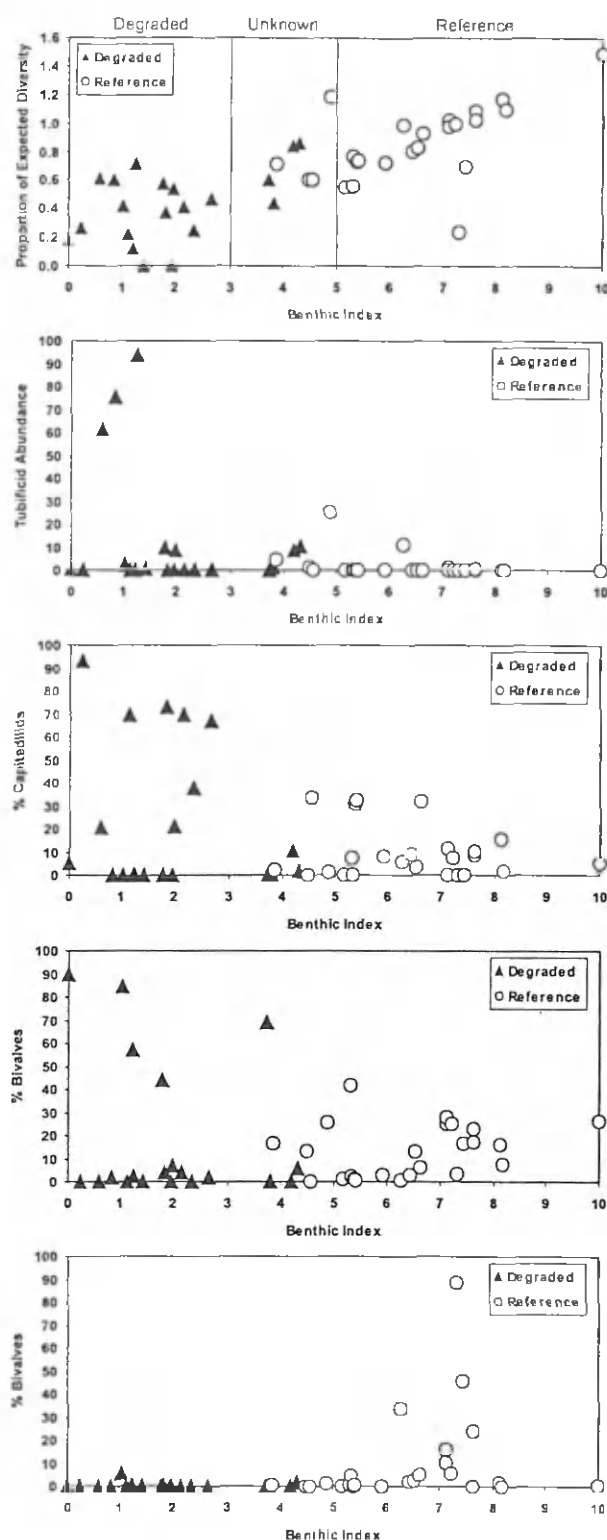 Degraded Unknown Reference
Proportion of Expected Diversity
1.6
1.4
1.2
1.0
0.8
0.6
0.4
0.2
0.0
▲ Degraded
○ Reference
0 1 2 3 4 5 6 7 8 9 10
Benthic Index
Tubificid Abundance
100
90
80
70
60
50
40
30
20
10
0
▲ Degraded
○ Reference
0 1 2 3 4 5 6 7 8 9 10
Benthic Index
% Capitellids
100
90
80
70
60
50
40
30
20
10
0
▲ Degraded
○ Reference
0 1 2 3 4 5 6 7 8 9 10
Benthic Index
% Bivalves
100
90
80
70
60
50
40
30
20
10
0
▲ Degraded
○ Reference
0 1 2 3 4 5 6 7 8 9 10
Benthic Index
% Bivalves
100
90
80
70
60
50
40
30
20
10
0
▲ Degraded
○ Reference
0 1 2 3 4 5 6 7 8 9 10
Benthic Index